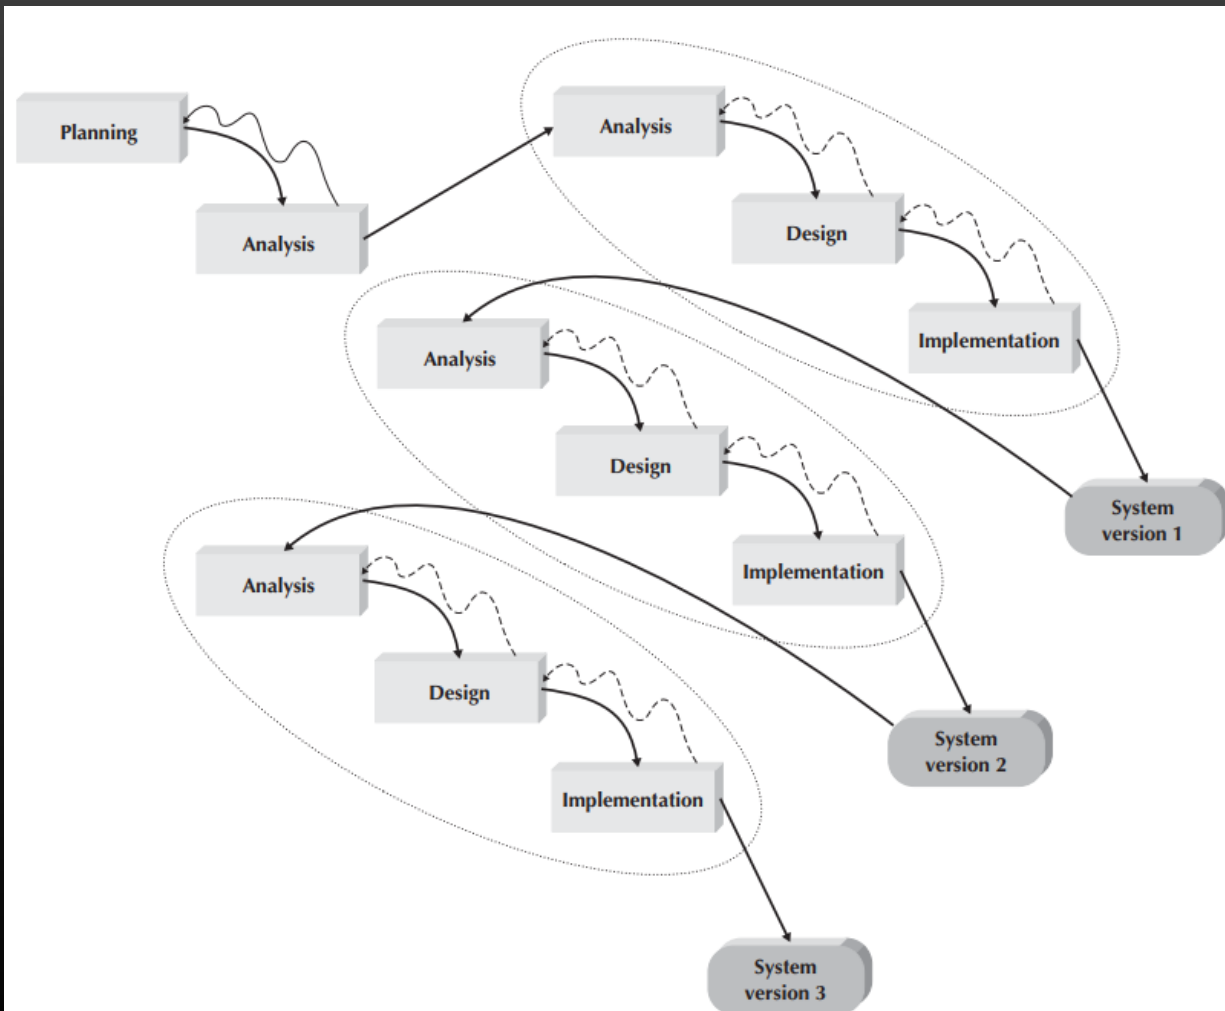 Planning
Analysis
Analysis
Design
Implementation
System
version 1
Analysis
Design
Implementation
System
version 2
Analysis
Design
Implementation
System
version 3